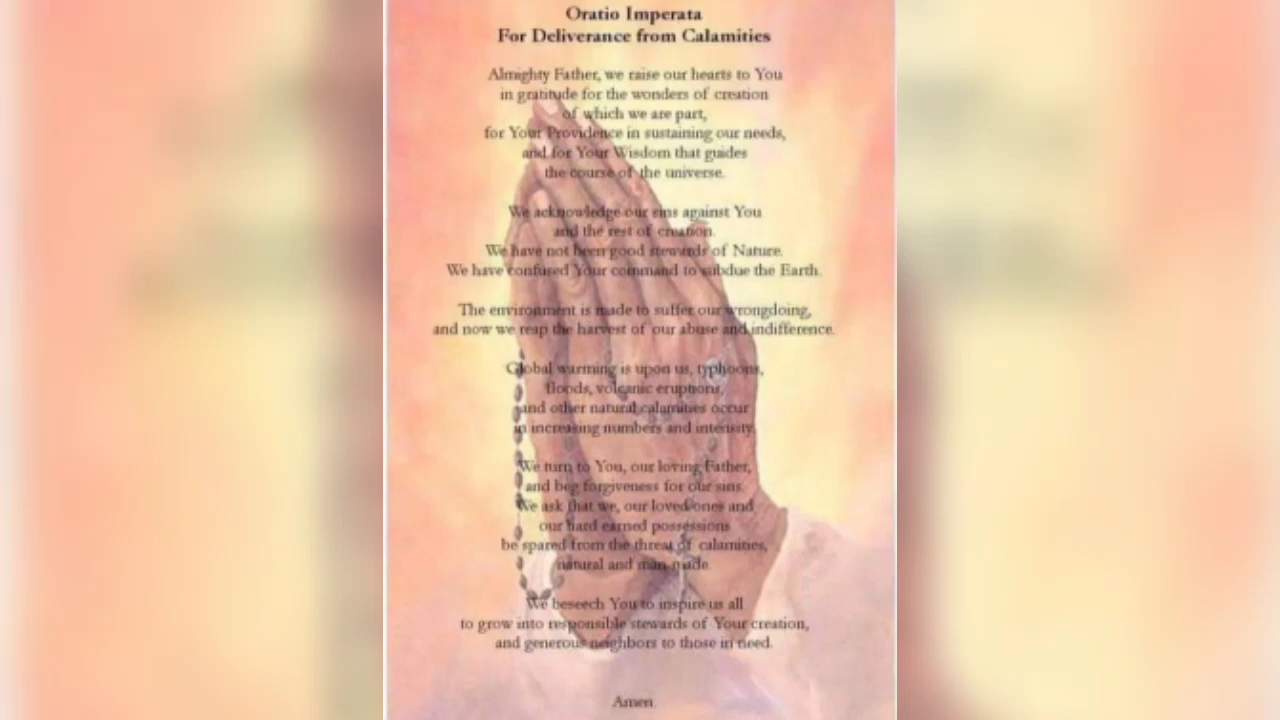 Oratio Imperata
For Deliverance from Calamities
Almighty Father, we raise our hearts to You
in gratitude for the wonders of creation
of which we are part,
for Your Providence in sustaining our needs,
and for Your Wisdom that guides
the course of the universe.
We acknowledge our sins against You
and the rest of creation.
We have not been good stewards of Nature.
We have confused Your command to subdue the Earth.
The environment is made to suffer our wrongdoing,
and now we reap the harvest of our abuse and indifference.
Global warming is upon us, typhoons,
floods, volcanic eruptions,
and other natural calamities occur
in increasing numbers and intensity.
We turn to You, our loving Father,
and beg forgiveness for our sins.
We ask that we, our loved ones and
our hard earned possessions
be spared from the threat of calamities,
natural and man-made.
We beseech You to inspire us all
to grow into responsible stewards of Your creation,
and generous neighbors to those in need.
Amen.